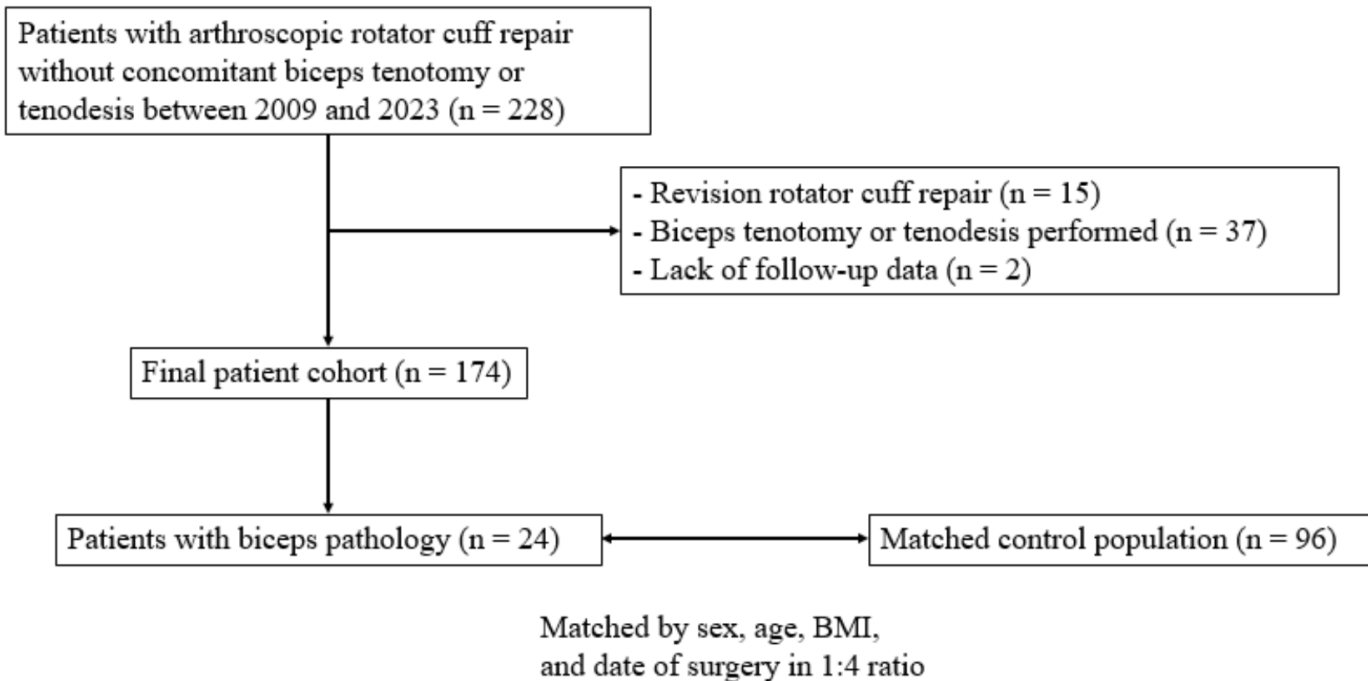 Patients with arthroscopic rotator cuff repair
without concomitant biceps tenotomy or
tenodesis between 2009 and 2023 (n = 228)
- Revision rotator cuff repair (n = 15)
- Biceps tenotomy or tenodesis performed (n = 37)
- Lack of follow-up data (n = 2)
Final patient cohort (n = 174)
Patients with biceps pathology (n = 24)
Matched control population (n = 96)
Matched by sex, age, BMI,
and date of surgery in 1:4 ratio